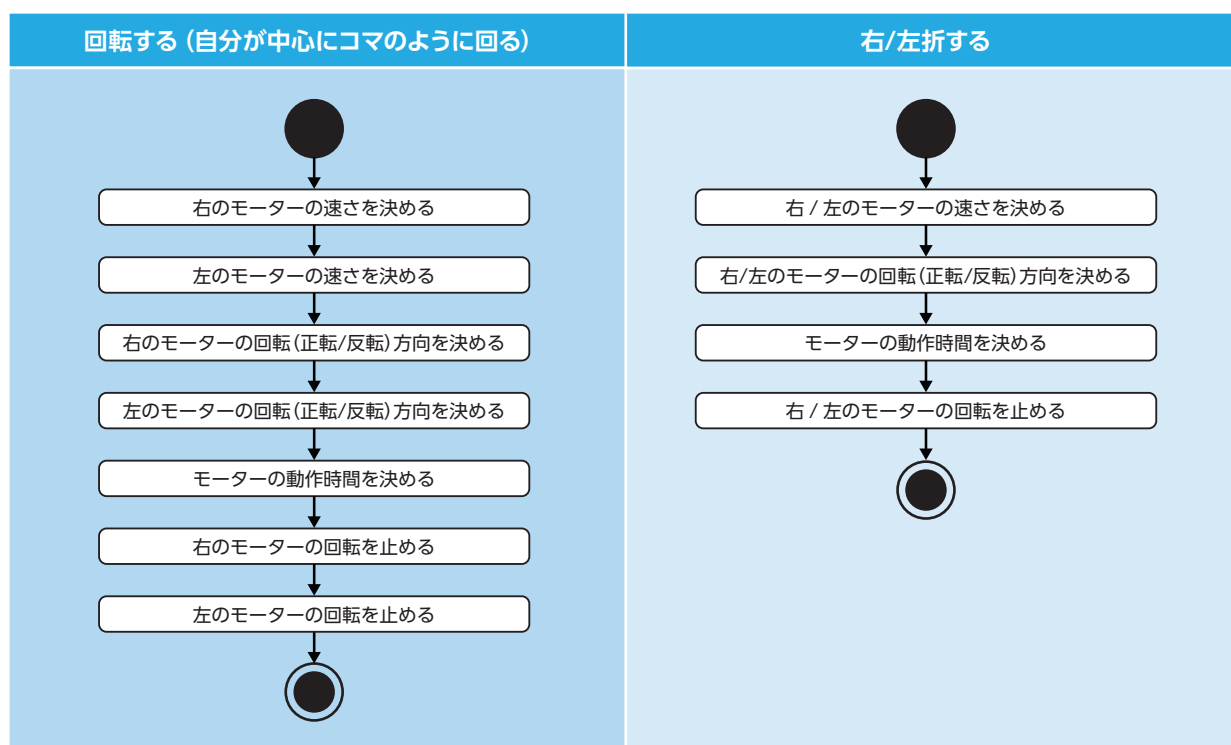 回転する（自分が中心にコマのように回る）
右のモーターの速さを決める
左のモーターの速さを決める
右のモーターの回転（正転/反転）方向を決める
左のモーターの回転（正転/反転）方向を決める
モーターの動作時間を決める
右のモーターの回転を止める
左のモーターの回転を止める
右/左折する
右 / 左のモーターの速さを決める
右/左のモーターの回転（正転/反転）方向を決める
モーターの動作時間を決める
右 / 左のモーターの回転を止める